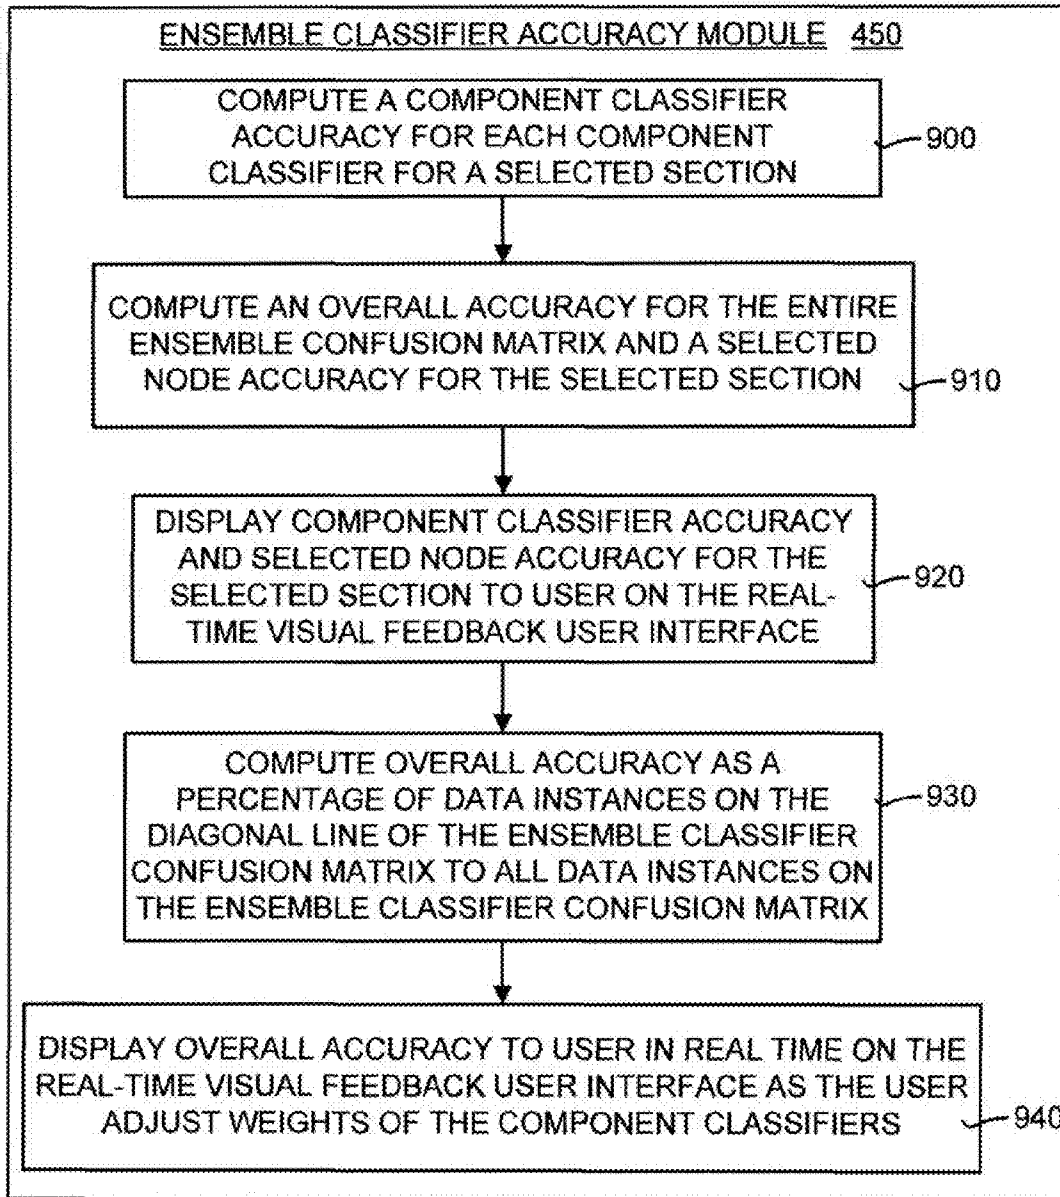 ENSEMBLE CLASSIFIER ACCURACY MODULE 450
COMPUTE A COMPONENT CLASSIFIER
ACCURACY FOR EACH COMPONENT
CLASSIFIER FOR A SELECTED SECTION
900
COMPUTE AN OVERALL ACCURACY FOR THE ENTIRE
ENSEMBLE CONFUSION MATRIX AND A SELECTED
NODE ACCURACY FOR THE SELECTED SECTION
910
DISPLAY COMPONENT CLASSIFIER ACCURACY
AND SELECTED NODE ACCURACY FOR THE
SELECTED SECTION TO USER ON THE REAL-
TIME VISUAL FEEDBACK USER INTERFACE
920
COMPUTE OVERALL ACCURACY AS A
PERCENTAGE OF DATA INSTANCES ON THE
DIAGONAL LINE OF THE ENSEMBLE CLASSIFIER
CONFUSION MATRIX TO ALL DATA INSTANCES ON
THE ENSEMBLE CLASSIFIER CONFUSION MATRIX
930
DISPLAY OVERALL ACCURACY TO USER IN REAL TIME ON THE
REAL-TIME VISUAL FEEDBACK USER INTERFACE AS THE USER
ADJUST WEIGHTS OF THE COMPONENT CLASSIFIERS
940